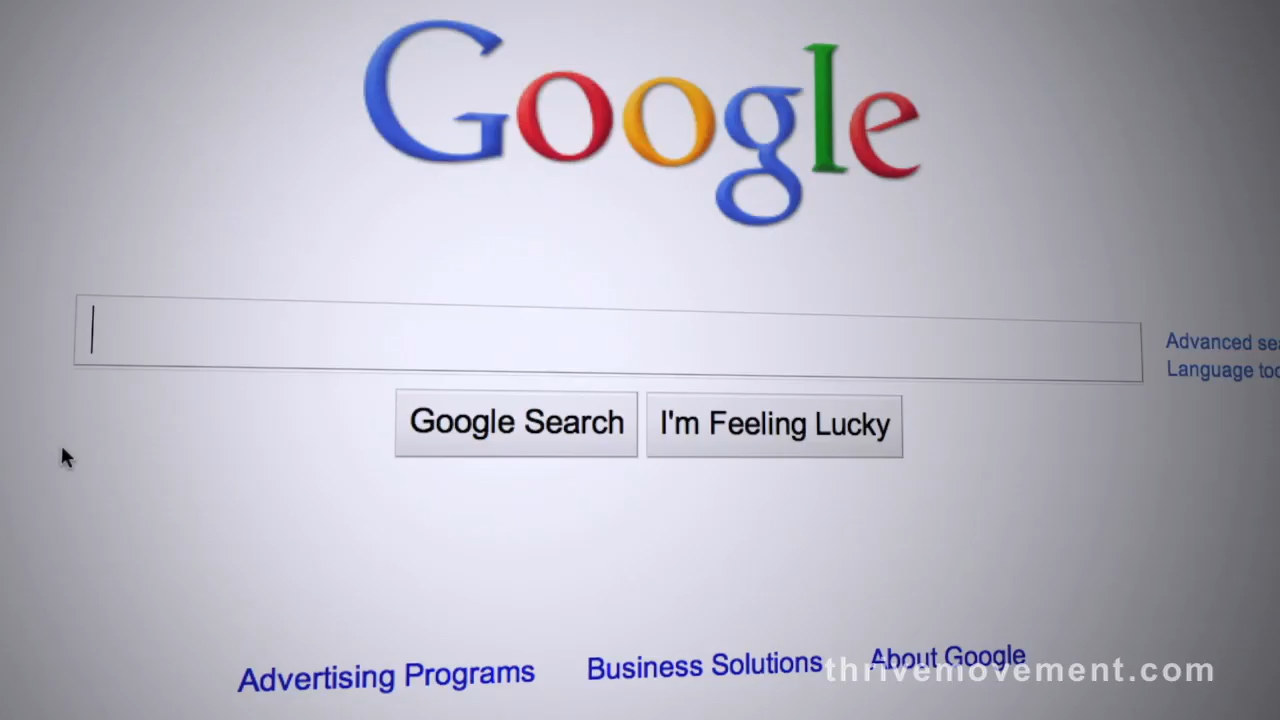 Google
Advanced sea
Language too
Google Search
I'm Feeling Lucky
Advertising Programs
Business Solutions
About Google
thrivemovement.com